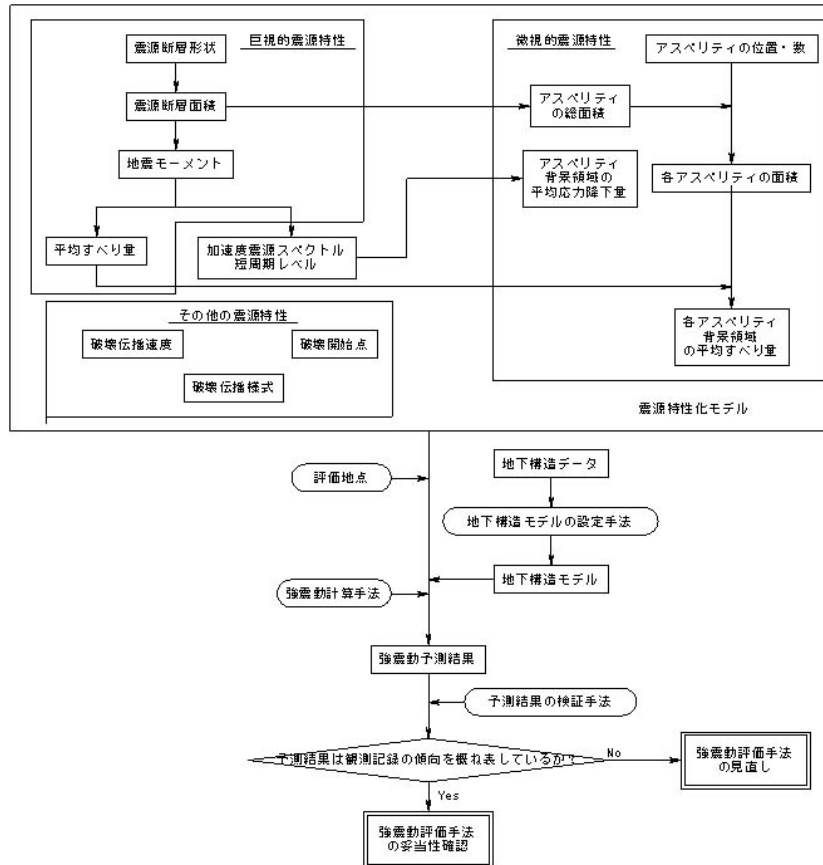 巨視的震源特性
震源断層形状
震源断層面積
地震モーメント
平均すべり量
加速度震源スペクトル
短周期レベル
微視的震源特性
アスペリティの位置・数
アスペリティ
の総面積
アスペリティ
背景領域の
平均応力降下量
各アスペリティの面積
各アスペリティ
背景領域
の平均すべり量
その他の震源特性
破壊伝播速度
破壊開始点
破壊伝播様式
震源特性化モデル
評価地点
地下構造データ
地下構造モデルの設定手法
地下構造モデル
強震動計算手法
強震動予測結果
予測結果の検証手法
予測結果は観測記録の傾向を概ね表しているか?
No
強震動評価手法
の見直し
Yes
強震動評価手法
の妥当性確認